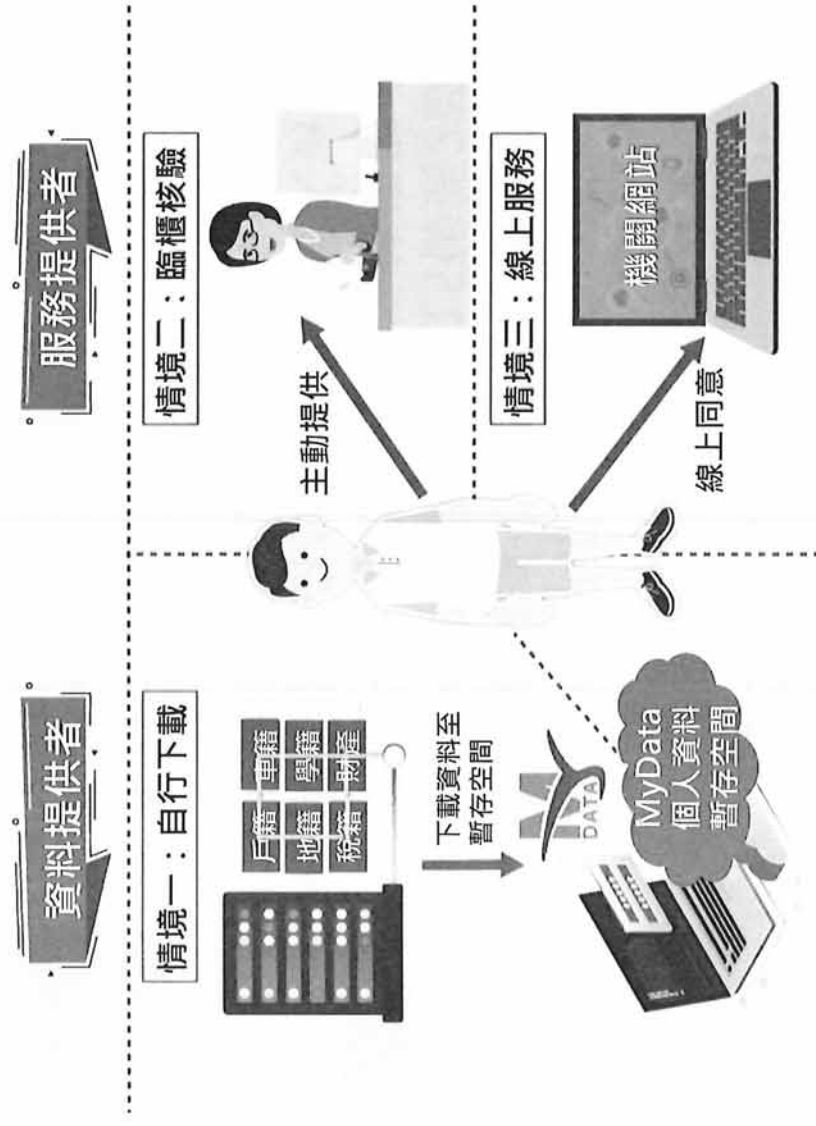 資料提供者
服務提供者
情境一：自行下載
戶籍
車籍
地籍
學籍
稅籍
財產
下載資料至
暫存空間
MY
DATA
MyData
個人資料
暫存空間
情境二：臨櫃核驗
主動提供
情境三：線上服務
機關網站
線上同意